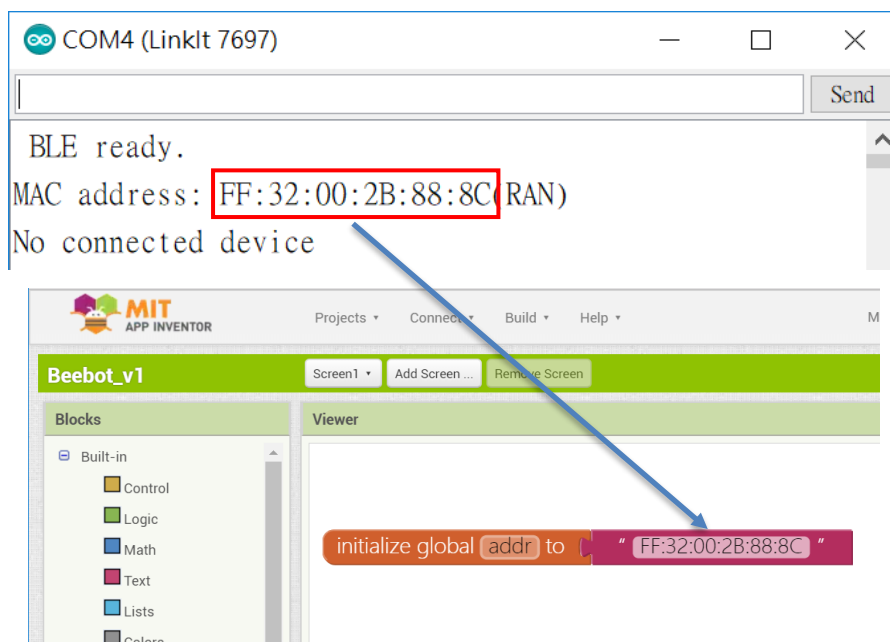 COM4 (LinkIt 7697)
Send
BLE ready.
MAC address: FF:32:00:2B:88:8C(RAN)
No connected device
MIT
APP INVENTOR
Projects Connect Build Help M
Beebot_v1 Screen1 Add Screen ... Remove Screen
Blocks Viewer
Built-in
Control
Logic
initialize global addr to " FF:32:00:2B:88:8C "
Math
Text
Lists
Colors